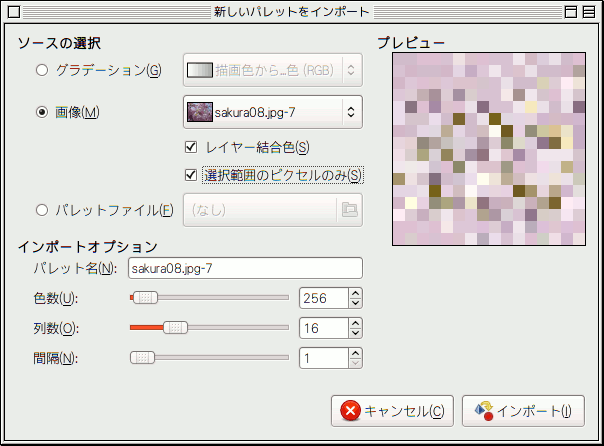 新しいパレットをインポート
ソースの選択
グラデーション(G)
描画色から...色 (RGB)
画像(M)
sakura08.jpg-7
レイヤー結合色(S)
選択範囲のピクセルのみ(S)
パレットファイル(F)
(なし)
インポートオプション
パレット名(N):
sakura08.jpg-7
色数(U):
256
列数(O):
16
間隔(N):
1
プレビュー
キャンセル(C)
インポート(I)